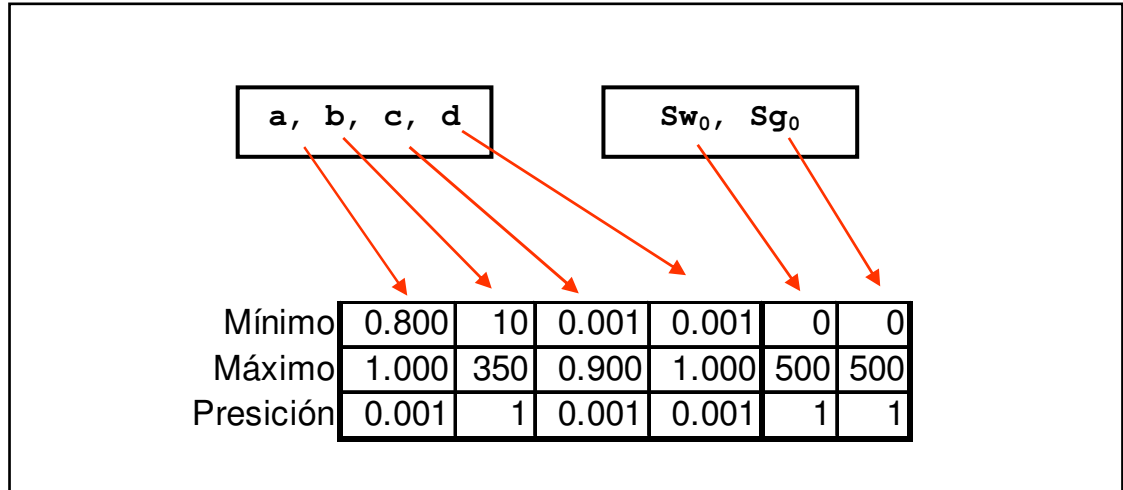 a, b, c, d
Sw₀, Sg₀
Mínimo 0.800 10 0.001 0.001 0 0
Máximo 1.000 350 0.900 1.000 500 500
Presición 0.001 1 0.001 0.001 1 1